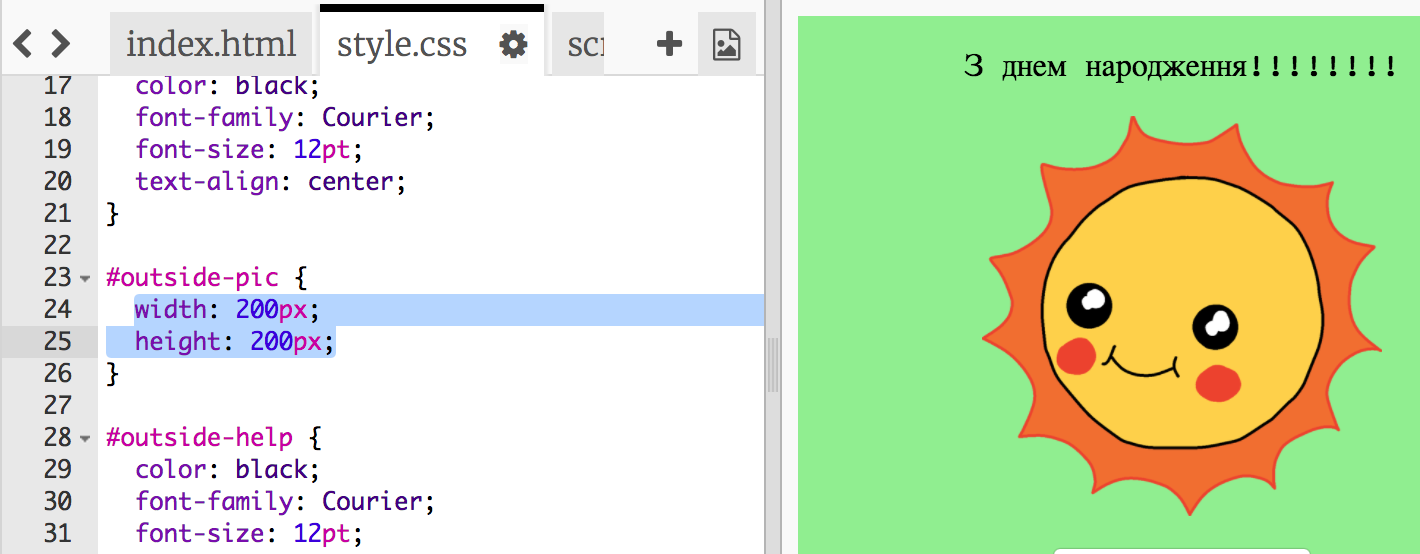 index.html style.css scr
17 color: black;
18 font-family: Courier;
19 font-size: 12pt;
20 text-align: center;
21 }
22
23 #outside-pic {
24 width: 200px;
25 height: 200px;
26 }
27
28 #outside-help {
29 color: black;
30 font-family: Courier;
31 font-size: 12pt;
З днем народження!!!!!!!!